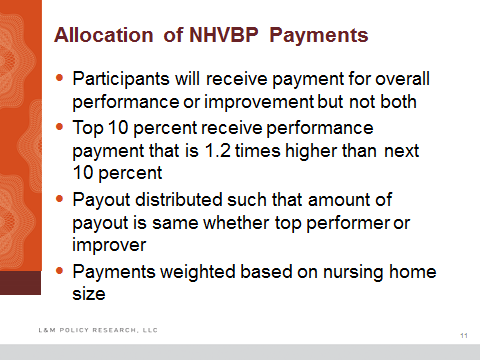 Allocation of NHVBP Payments
• Participants will receive payment for overall
performance or improvement but not both
• Top 10 percent receive performance
payment that is 1.2 times higher than next
10 percent
• Payout distributed such that amount of
payout is same whether top performer or
improver
• Payments weighted based on nursing home
size
L&M POLICY RESEARCH, LLC
11